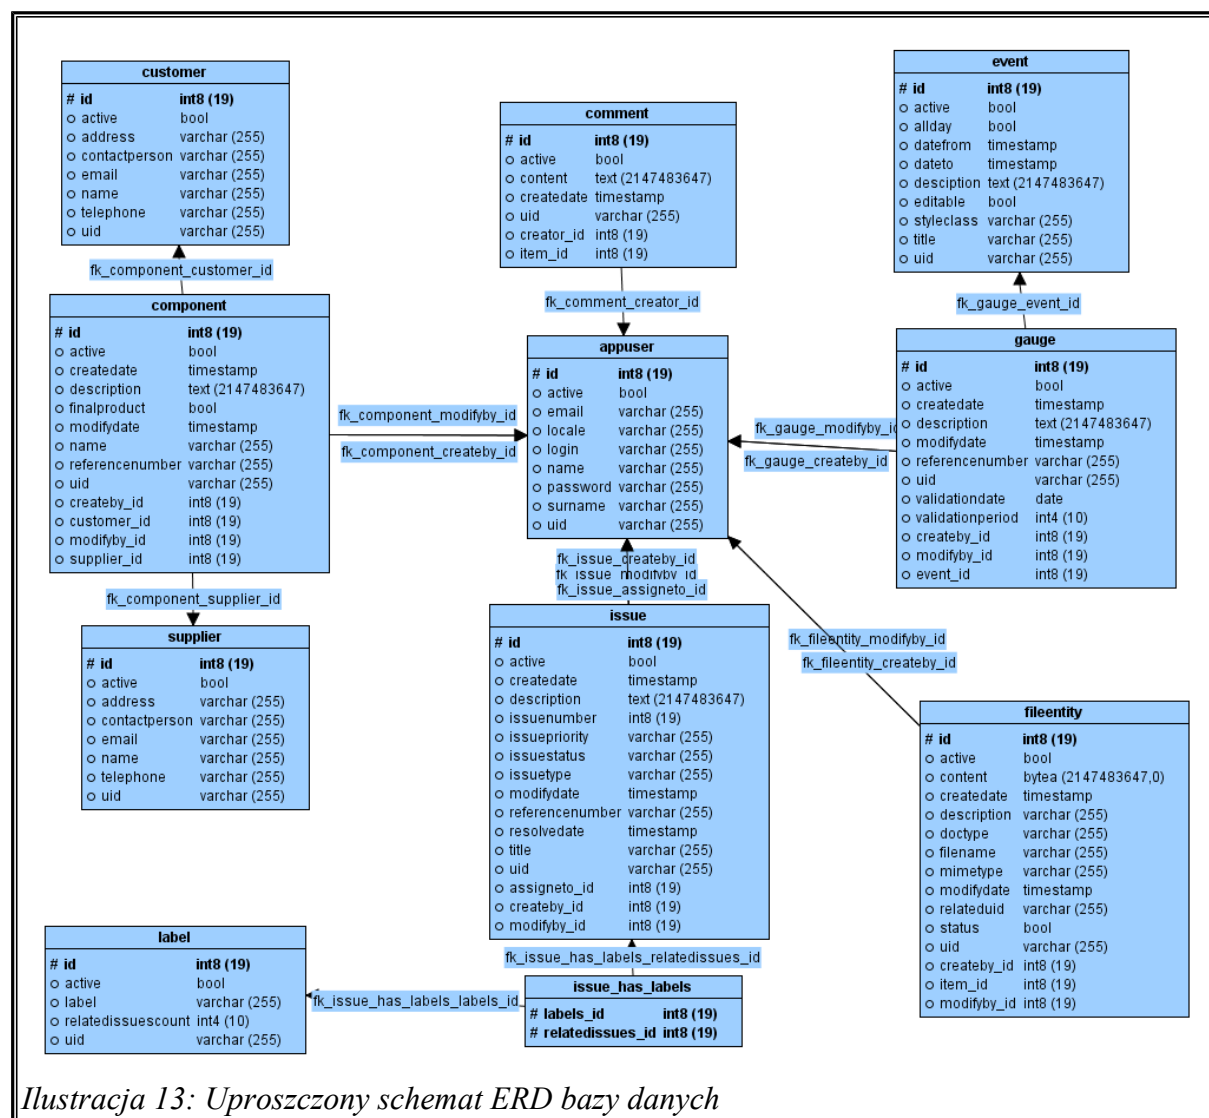 customer
# id int8 (19)
active bool
address varchar (255)
contactperson varchar (255)
email varchar (255)
name varchar (255)
telephone varchar (255)
uid varchar (255)
fk_component_customer_id
component
# id int8 (19)
active bool
createdate timestamp
description text (2147483647)
finalproduct bool
modifydate timestamp
name varchar (255)
referencenumber varchar (255)
uid varchar (255)
createby_id int8 (19)
customer_id int8 (19)
modifyby_id int8 (19)
supplier_id int8 (19)
fk_component_supplier_id
supplier
# id int8 (19)
active bool
address varchar (255)
contactperson varchar (255)
email varchar (255)
name varchar (255)
telephone varchar (255)
uid varchar (255)
fk_component_modifyby_id
fk_component_createby_id
comment
# id int8 (19)
active bool
content text (2147483647)
createdate timestamp
uid varchar (255)
creator_id int8 (19)
item_id int8 (19)
fk_comment_creator_id
appuser
# id int8 (19)
active bool
email varchar (255)
locale varchar (255)
login varchar (255)
name varchar (255)
password varchar (255)
surname varchar (255)
uid varchar (255)
fk_issue_createby_id
fk_issue_modifyby_id
fk_issue_assigneto_id
issue
# id int8 (19)
active bool
createdate timestamp
description text (2147483647)
issuenumber int8 (19)
issuepriority varchar (255)
issuestatus varchar (255)
issuetype varchar (255)
modifydate timestamp
referencenumber varchar (255)
resolvedate timestamp
title varchar (255)
uid varchar (255)
assigneto_id int8 (19)
createby_id int8 (19)
modifyby_id int8 (19)
fk_issue_has_labels_relatedissues_id
issue_has_labels
# labels_id int8 (19)
# relatedissues_id int8 (19)
fk_issue_has_labels_labels_id
label
# id int8 (19)
active bool
label varchar (255)
relatedissuescount int4 (10)
uid varchar (255)
event
# id int8 (19)
active bool
allday bool
datefrom timestamp
dateto timestamp
desciption text (2147483647)
editable bool
styleclass varchar (255)
title varchar (255)
uid varchar (255)
fk_gauge_event_id
gauge
# id int8 (19)
active bool
createdate timestamp
description text (2147483647)
modifydate timestamp
referencenumber varchar (255)
uid varchar (255)
validationdate date
validationperiod int4 (10)
createby_id int8 (19)
modifyby_id int8 (19)
event_id int8 (19)
fk_gauge_modifyby_id
fk_gauge_createby_id
fk_fileentity_modifyby_id
fk_fileentity_createby_id
fileentity
# id int8 (19)
active bool
content bytea (2147483647,0)
createdate timestamp
description varchar (255)
doctype varchar (255)
filename varchar (255)
mimetype varchar (255)
modifydate timestamp
relateduid varchar (255)
status bool
uid varchar (255)
createby_id int8 (19)
item_id int8 (19)
modifyby_id int8 (19)
Ilustracja 13: Uproszczony schemat ERD bazy danych